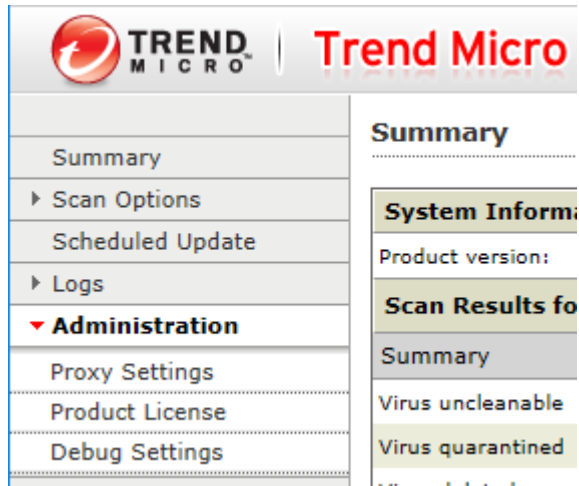 TREND
MICRO
Trend Micro
Summary
Scan Options
Scheduled Update
Logs
Administration
Proxy Settings
Product License
Debug Settings
Summary
System Informa
Product version:
Scan Results fo
Summary
Virus uncleanable
Virus quarantined